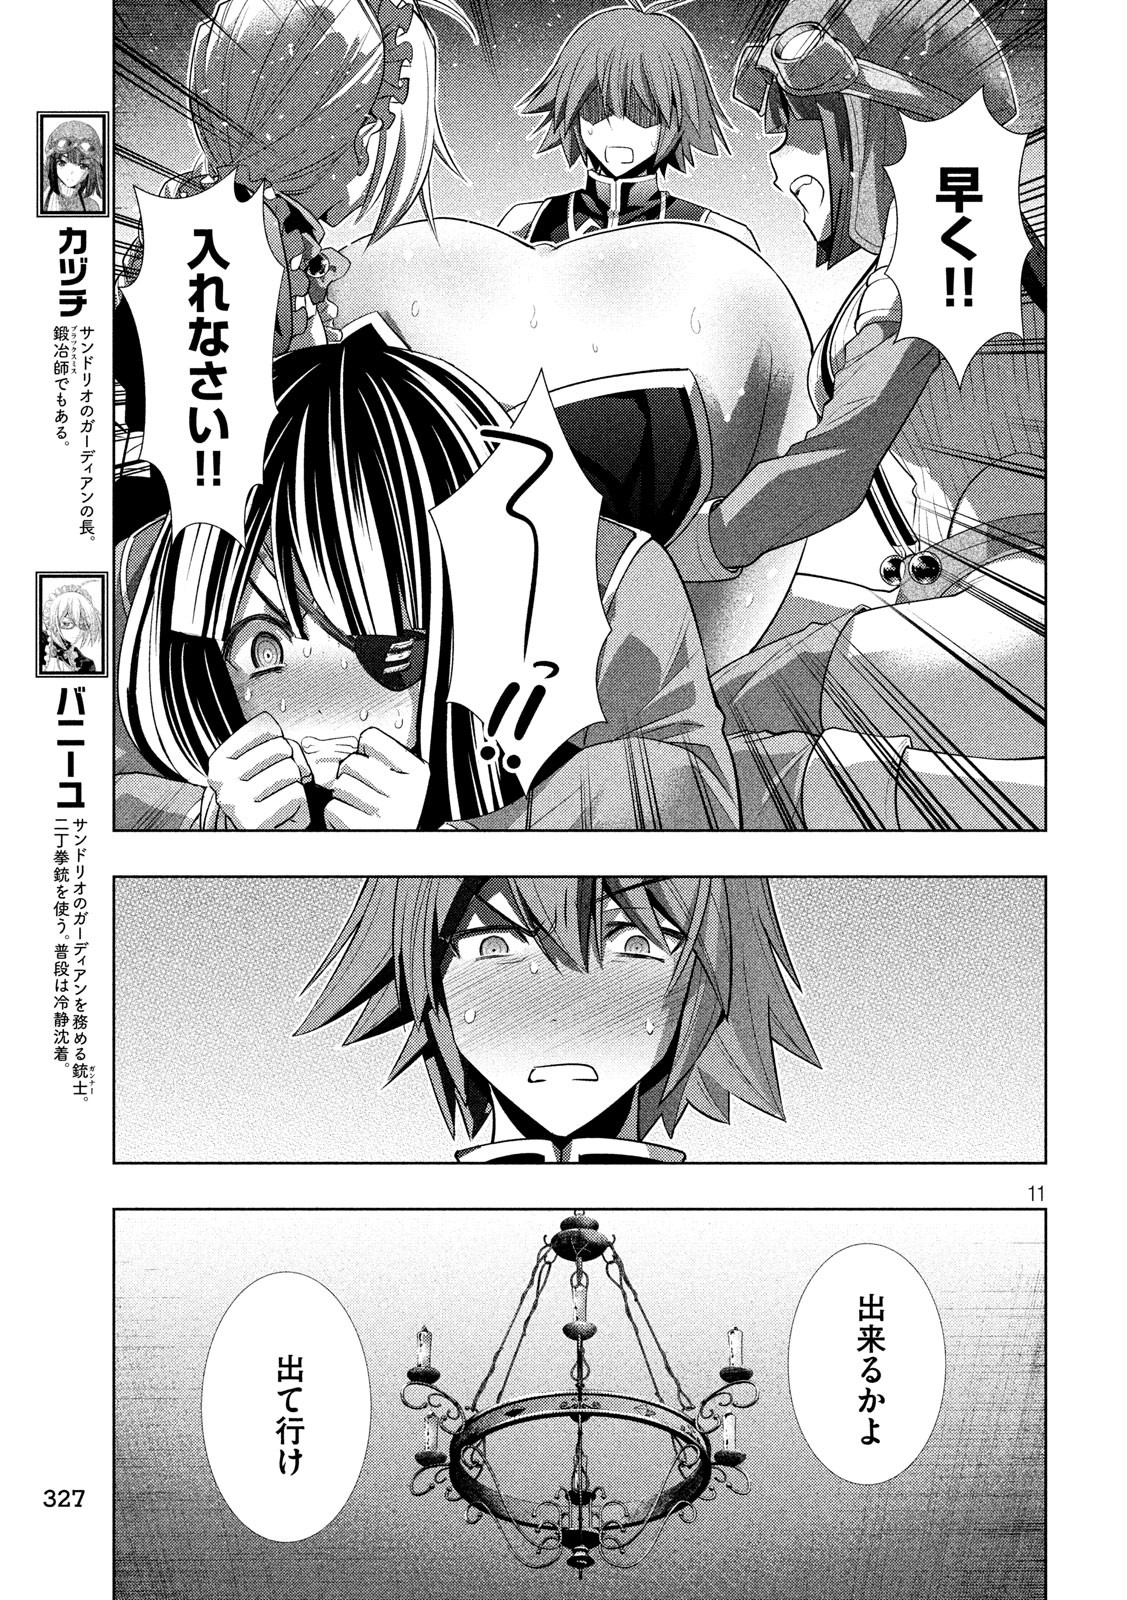 早く!!
入れなさい!!
って…!!
カヅチ
サンドリオのガーディアンの長。
鍛冶師でもある。
ブラックスミス
バニーユ
サンドリオのガーディアンを務める銃士。
ガンナー
二丁拳銃を使う。普段は冷静沈着。
11
出来るかよ
出て行け
327